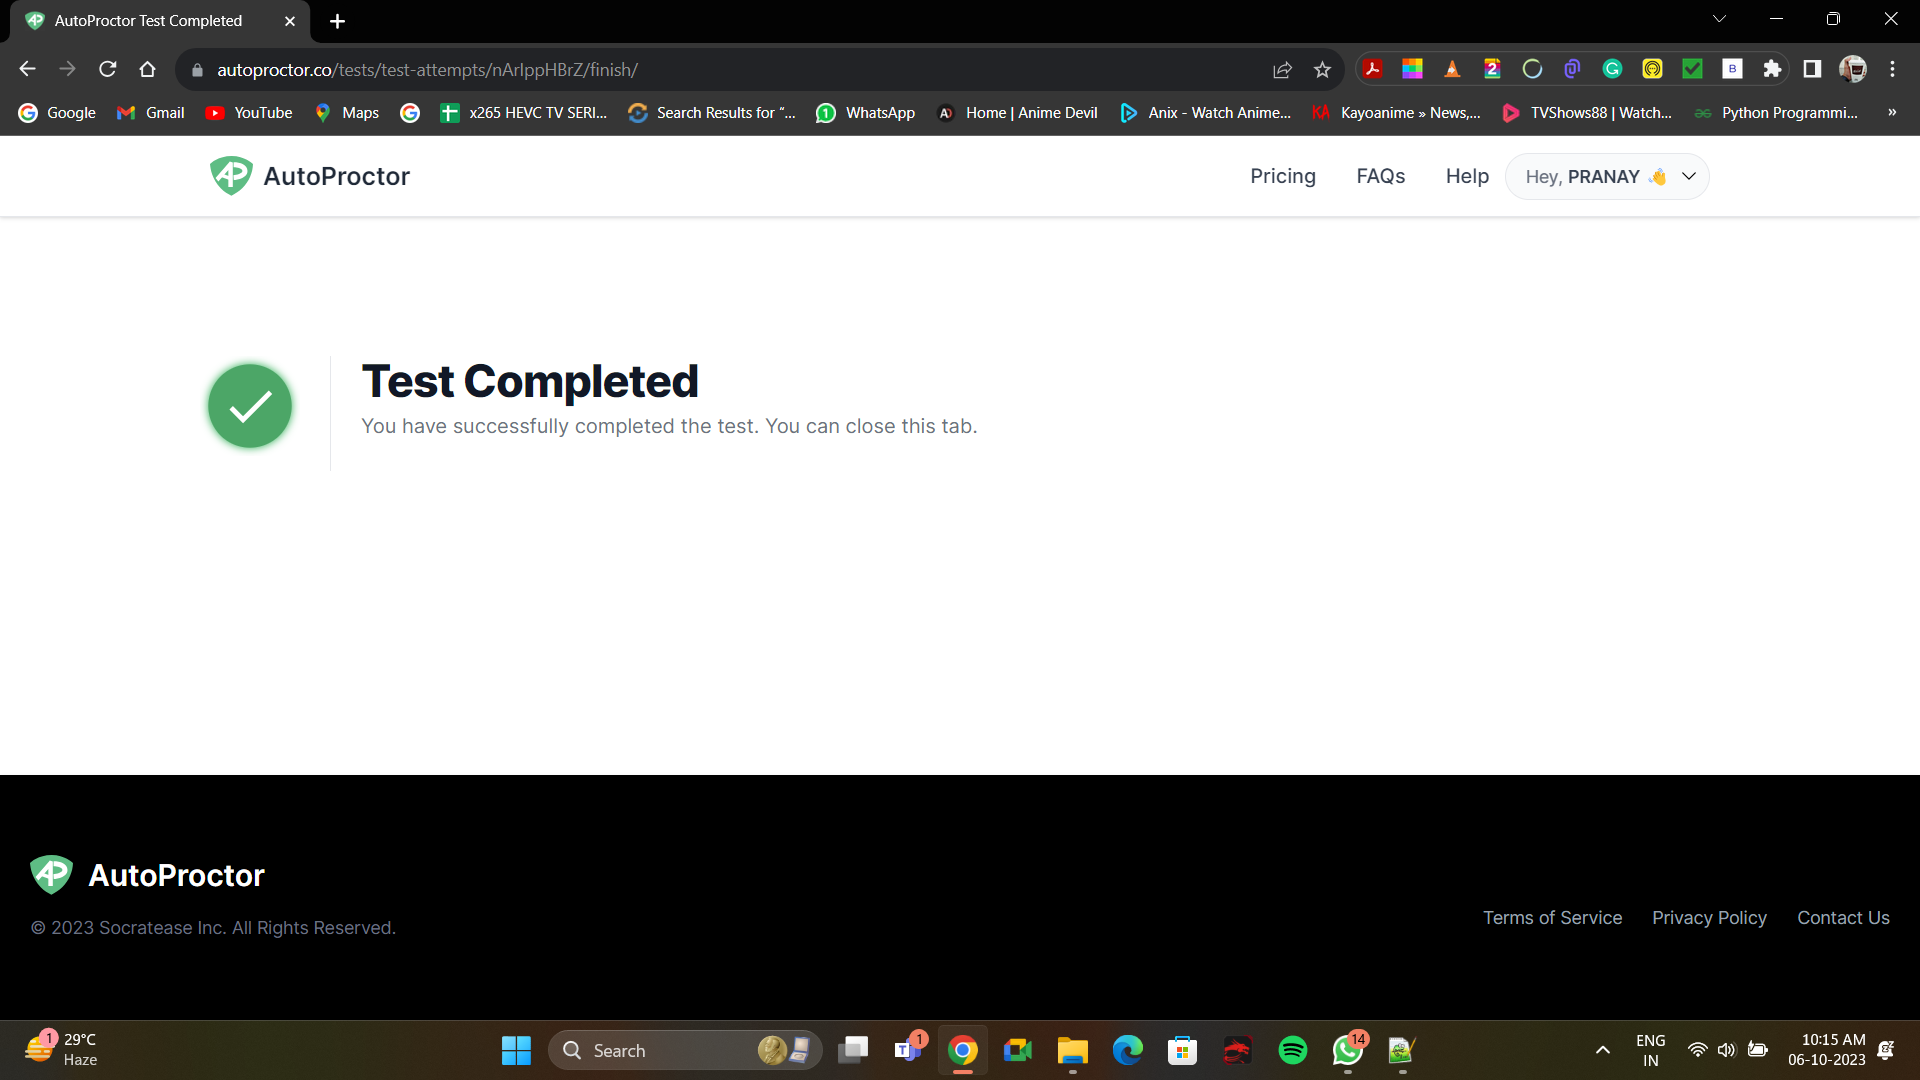 AutoProctor Test Completed
autoproctor.co/tests/test-attempts/nArlppHBrZ/finish/
Google
Gmail
YouTube
Maps
x265 HEVC TV SERI...
Search Results for “...
WhatsApp
Home | Anime Devil
Anix - Watch Anime...
Kayoanime » News,...
TVShows88 | Watch...
Python Programmi...
»
AutoProctor
Pricing
FAQs
Help
Hey, PRANAY 👋
Test Completed
You have successfully completed the test. You can close this tab.
AutoProctor
© 2023 Socratease Inc. All Rights Reserved.
Terms of Service
Privacy Policy
Contact Us
1
29°C
Haze
Search
1
14
ENG
IN
10:15 AM
06-10-2023